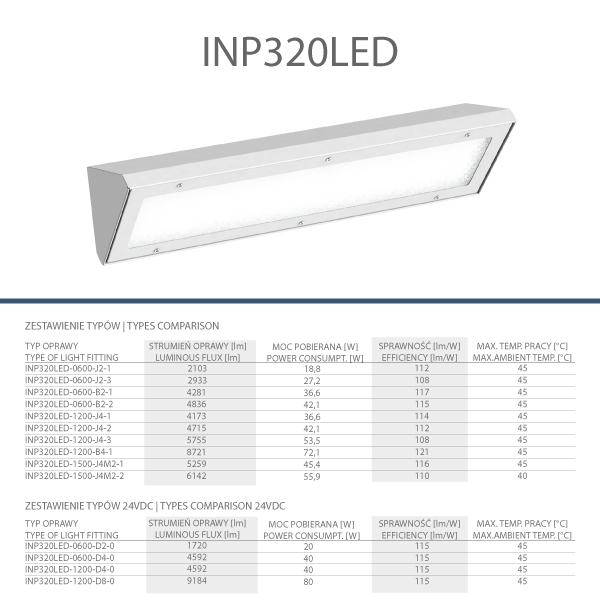 INP320LED
ZESTAWIENIE TYPÓW | TYPES COMPARISON
TYP OPRAWY STRUMIEŃ OPRAWY [lm] MOC POBIERANA [W] SPRAWNOŚĆ [lm/W] MAX. TEMP. PRACY [°C]
TYPE OF LIGHT FITTING LUMINOUS FLUX [lm] POWER CONSUMPT. [W] EFFICIENCY [lm/W] MAX.AMBIENT TEMP. [°C]
INP320LED-0600-J2-1 2103 18,8 112 45
INP320LED-0600-J2-3 2933 27,2 108 45
INP320LED-0600-B2-1 4281 36,6 117 45
INP320LED-0600-B2-2 4836 42,1 115 45
INP320LED-1200-J4-1 4173 36,6 114 45
INP320LED-1200-J4-2 4715 42,1 112 45
INP320LED-1200-J4-3 5755 53,5 108 45
INP320LED-1200-B4-1 8721 72,1 121 45
INP320LED-1500-J4M2-1 5259 45,4 116 45
INP320LED-1500-J4M2-2 6142 55,9 110 40
ZESTAWIENIE TYPÓW 24VDC | TYPES COMPARISON 24VDC
TYP OPRAWY STRUMIEŃ OPRAWY [lm] MOC POBIERANA [W] SPRAWNOŚĆ [lm/W] MAX. TEMP. PRACY [°C]
TYPE OF LIGHT FITTING LUMINOUS FLUX [lm] POWER CONSUMPT. [W] EFFICIENCY [lm/W] MAX.AMBIENT TEMP. [°C]
INP320LED-0600-D2-0 1720 20 115 45
INP320LED-0600-D4-0 4592 40 115 45
INP320LED-1200-D4-0 4592 40 115 45
INP320LED-1200-D8-0 9184 80 115 45